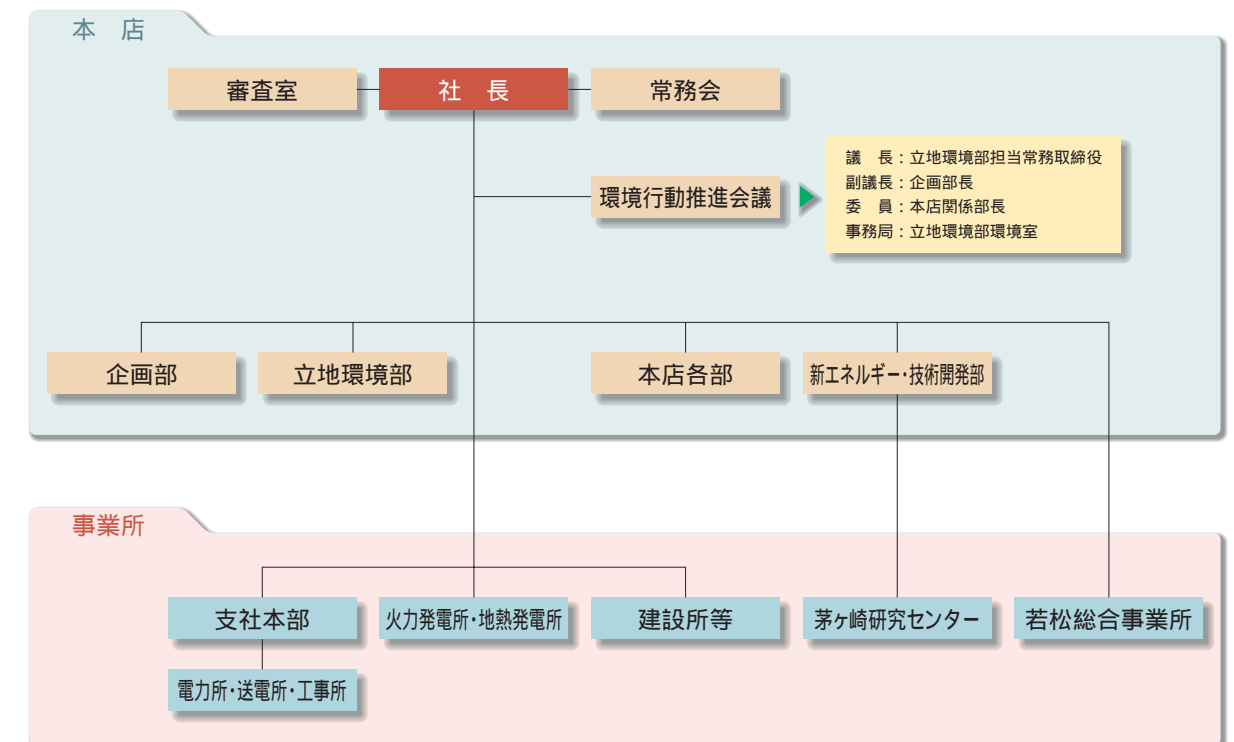 本　店
審査室
社　長
常務会
環境行動推進会議
議　長：立地環境部担当常務取締役
副議長：企画部長
委　員：本店関係部長
事務局：立地環境部環境室
企画部
立地環境部
本店各部
新エネルギー・技術開発部
事業所
支社本部
火力発電所・地熱発電所
建設所等
茅ヶ崎研究センター
若松総合事業所
電力所・送電所・工事所